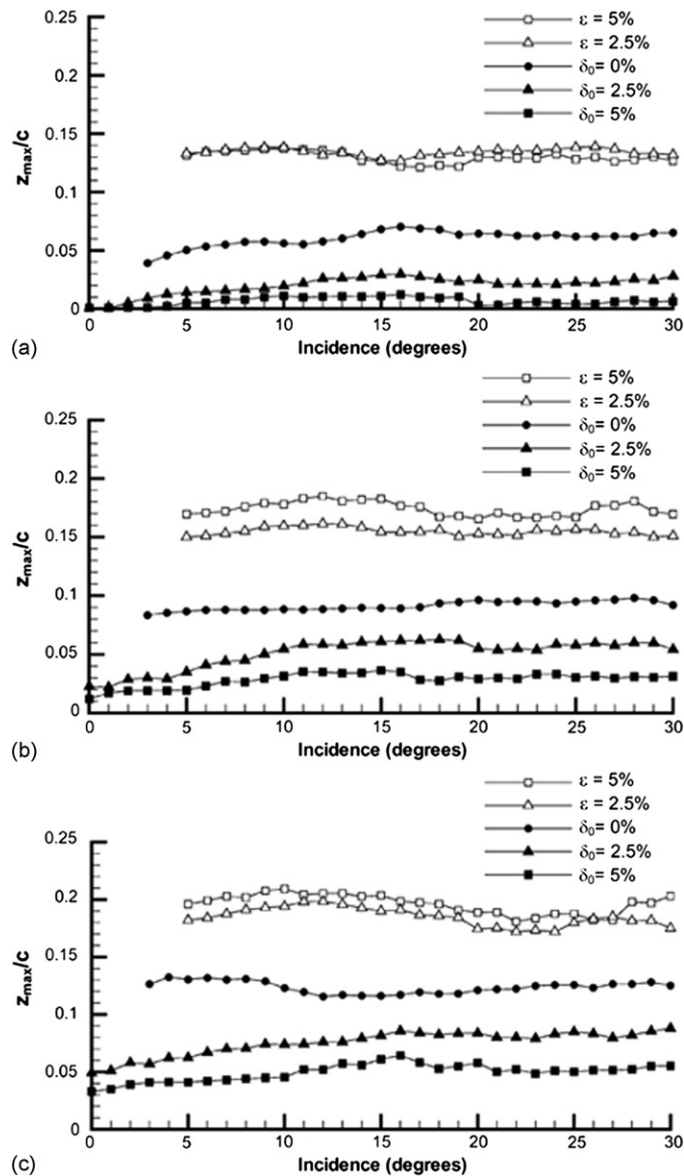 ε = 5%
ε = 2.5%
δ₀= 0%
δ₀= 2.5%
δ₀= 5%
0.25
0.2
0.15
0.1
0.05
0
z_max/c
0 5 10 15 20 25 30
Incidence (degrees)
(a)
ε = 5%
ε = 2.5%
δ₀= 0%
δ₀= 2.5%
δ₀= 5%
0.25
0.2
0.15
0.1
0.05
0
z_max/c
0 5 10 15 20 25 30
Incidence (degrees)
(b)
ε = 5%
ε = 2.5%
δ₀= 0%
δ₀= 2.5%
δ₀= 5%
0.25
0.2
0.15
0.1
0.05
0
z_max/c
0 5 10 15 20 25 30
Incidence (degrees)
(c)